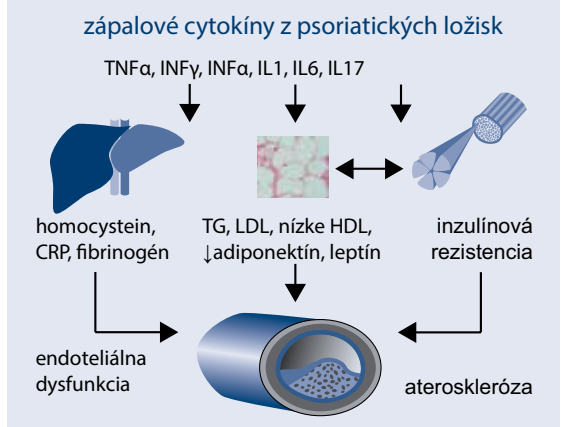 zápalové cytokíny z psoriatických ložisk
TNFα, INFγ, INFα, IL1, IL6, IL17
homocystein,
CRP, fibrinogén
TG, LDL, nízke HDL,
↓adiponektín, leptín
inzulínová
rezistencia
endoteliálna
dysfunkcia
ateroskleróza